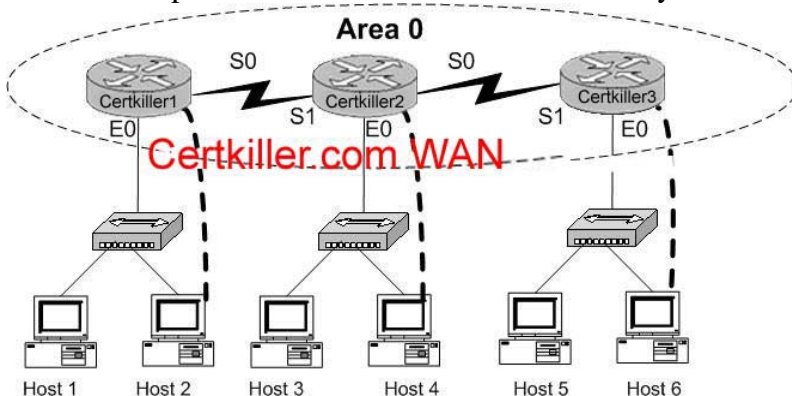 Area 0
S0
S0
Certkiller1
Certkiller2
Certkiller3
E0
S1
E0
S1
E0
Certkiller.com WAN
Host 1
Host 2
Host 3
Host 4
Host 5
Host 6